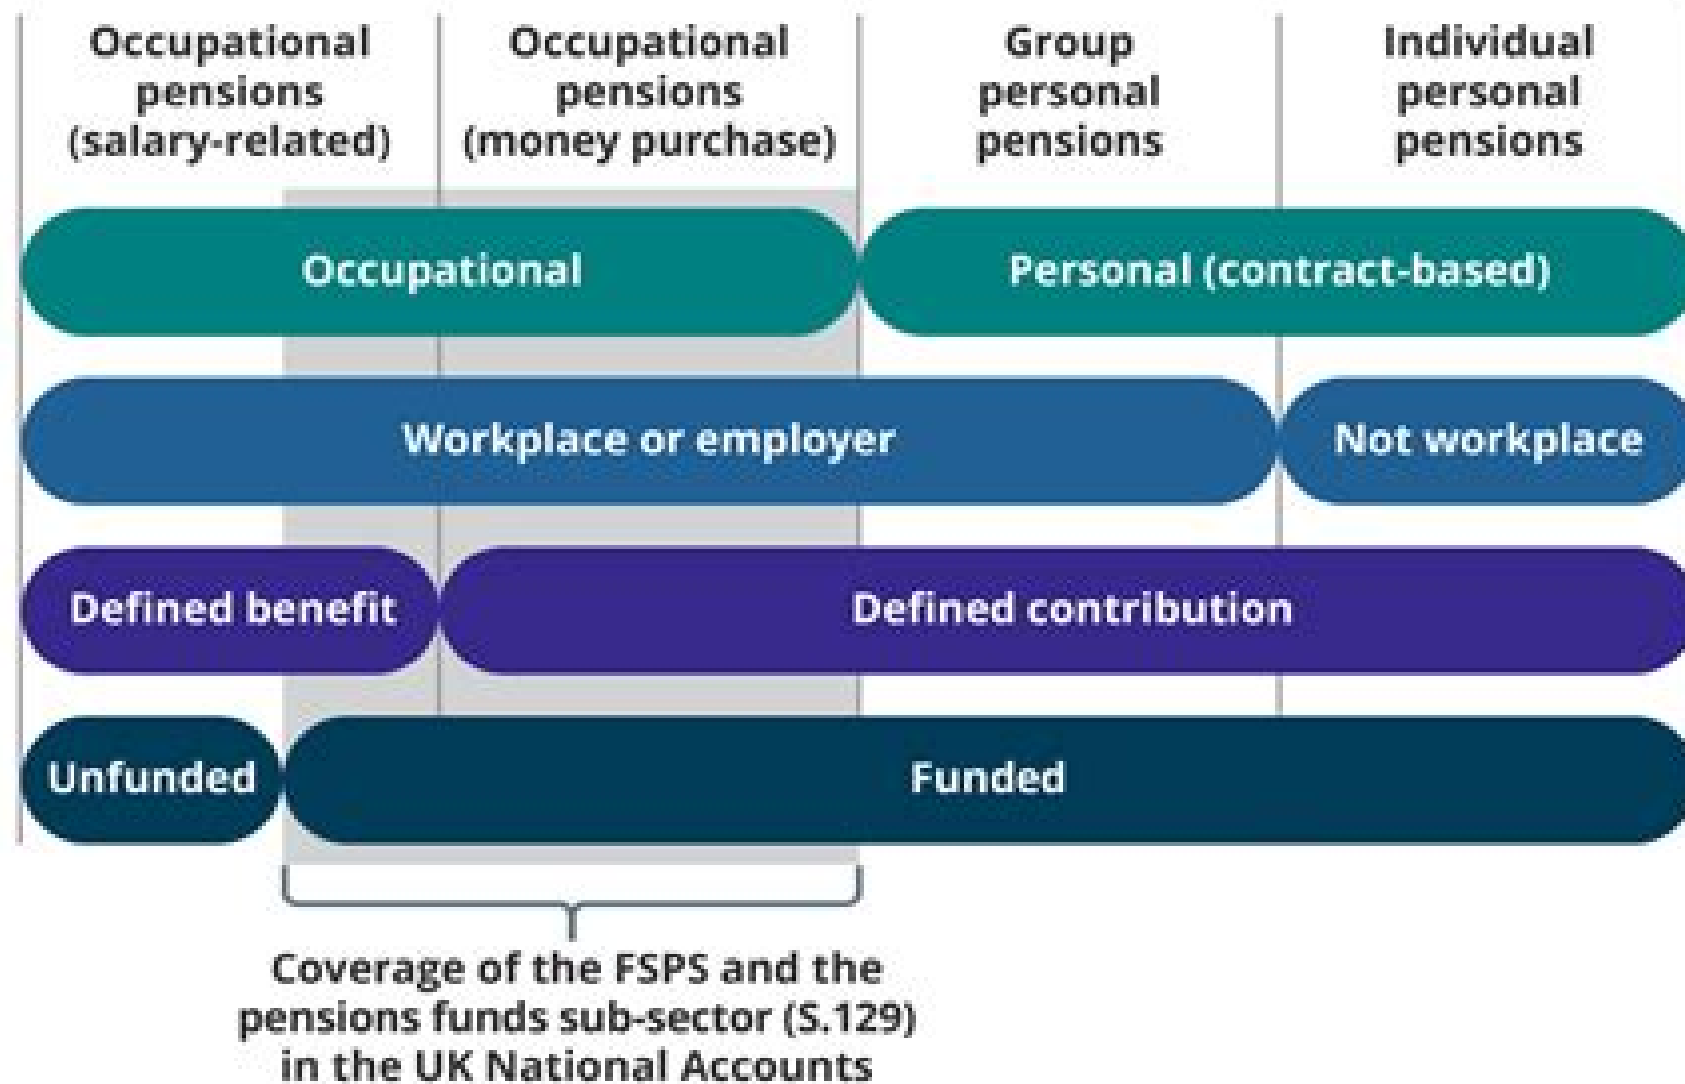 Occupational
pensions
(salary-related)
Occupational
pensions
(money purchase)
Group
personal
pensions
Individual
personal
pensions
Occupational
Personal (contract-based)
Workplace or employer
Not workplace
Defined benefit
Defined contribution
Unfunded
Funded
Coverage of the FSPS and the
pensions funds sub-sector (S.129)
in the UK National Accounts